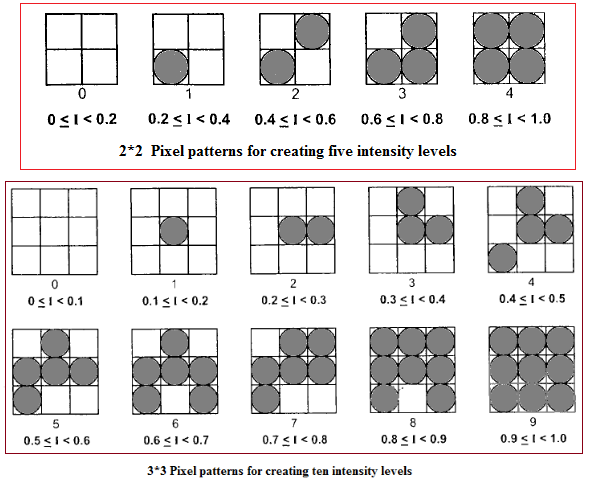 0 1 2 3 4
0 ≤ I < 0.2 0.2 ≤ I < 0.4 0.4 ≤ I < 0.6 0.6 ≤ I < 0.8 0.8 ≤ I < 1.0
2*2 Pixel patterns for creating five intensity levels
0 1 2 3 4
0 ≤ I < 0.1 0.1 ≤ I < 0.2 0.2 ≤ I < 0.3 0.3 ≤ I < 0.4 0.4 ≤ I < 0.5
5 6 7 8 9
0.5 ≤ I < 0.6 0.6 ≤ I < 0.7 0.7 ≤ I < 0.8 0.8 ≤ I < 0.9 0.9 ≤ I < 1.0
3*3 Pixel patterns for creating ten intensity levels